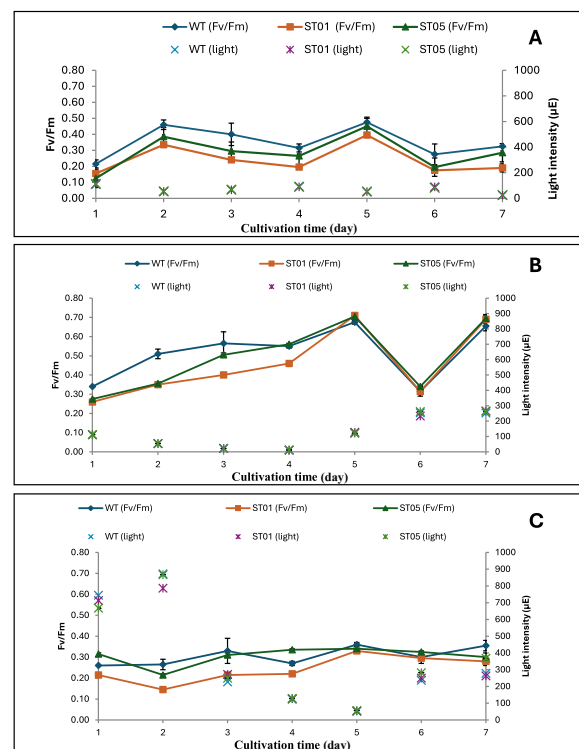 WT (Fv/Fm) ST01 (Fv/Fm) ST05 (Fv/Fm)
WT (light) ST01 (light) ST05 (light)
A
0.80 1000
0.70
0.60 800
0.50 600
0.40
0.30 400
0.20 200
0.10
0.00 0
Fv/Fm
Light intensity (µE)
1 2 3 4 5 6 7
Cultivation time (day)
B
WT (Fv/Fm) ST01 (Fv/Fm) ST05 (Fv/Fm)
WT (light) ST01 (light) ST05 (light)
0.80 1000
0.70 900
0.60 800
0.50 700
0.40 600
0.30 500
0.20 400
0.10 300
0.00 200
100
0
Fv/Fm
Light intensity (µE)
1 2 3 4 5 6 7
Cultivation time (day)
WT (Fv/Fm) ST01 (Fv/Fm) ST05 (Fv/Fm)
C
WT (light) ST01 (light) ST05 (light)
0.80 1000
0.70 900
0.60 800
0.50 700
0.40 600
0.30 500
0.20 400
0.10 300
0.00 200
100
0
Fv/Fm
Light intensity (µE)
1 2 3 4 5 6 7
Cultivation time (day)